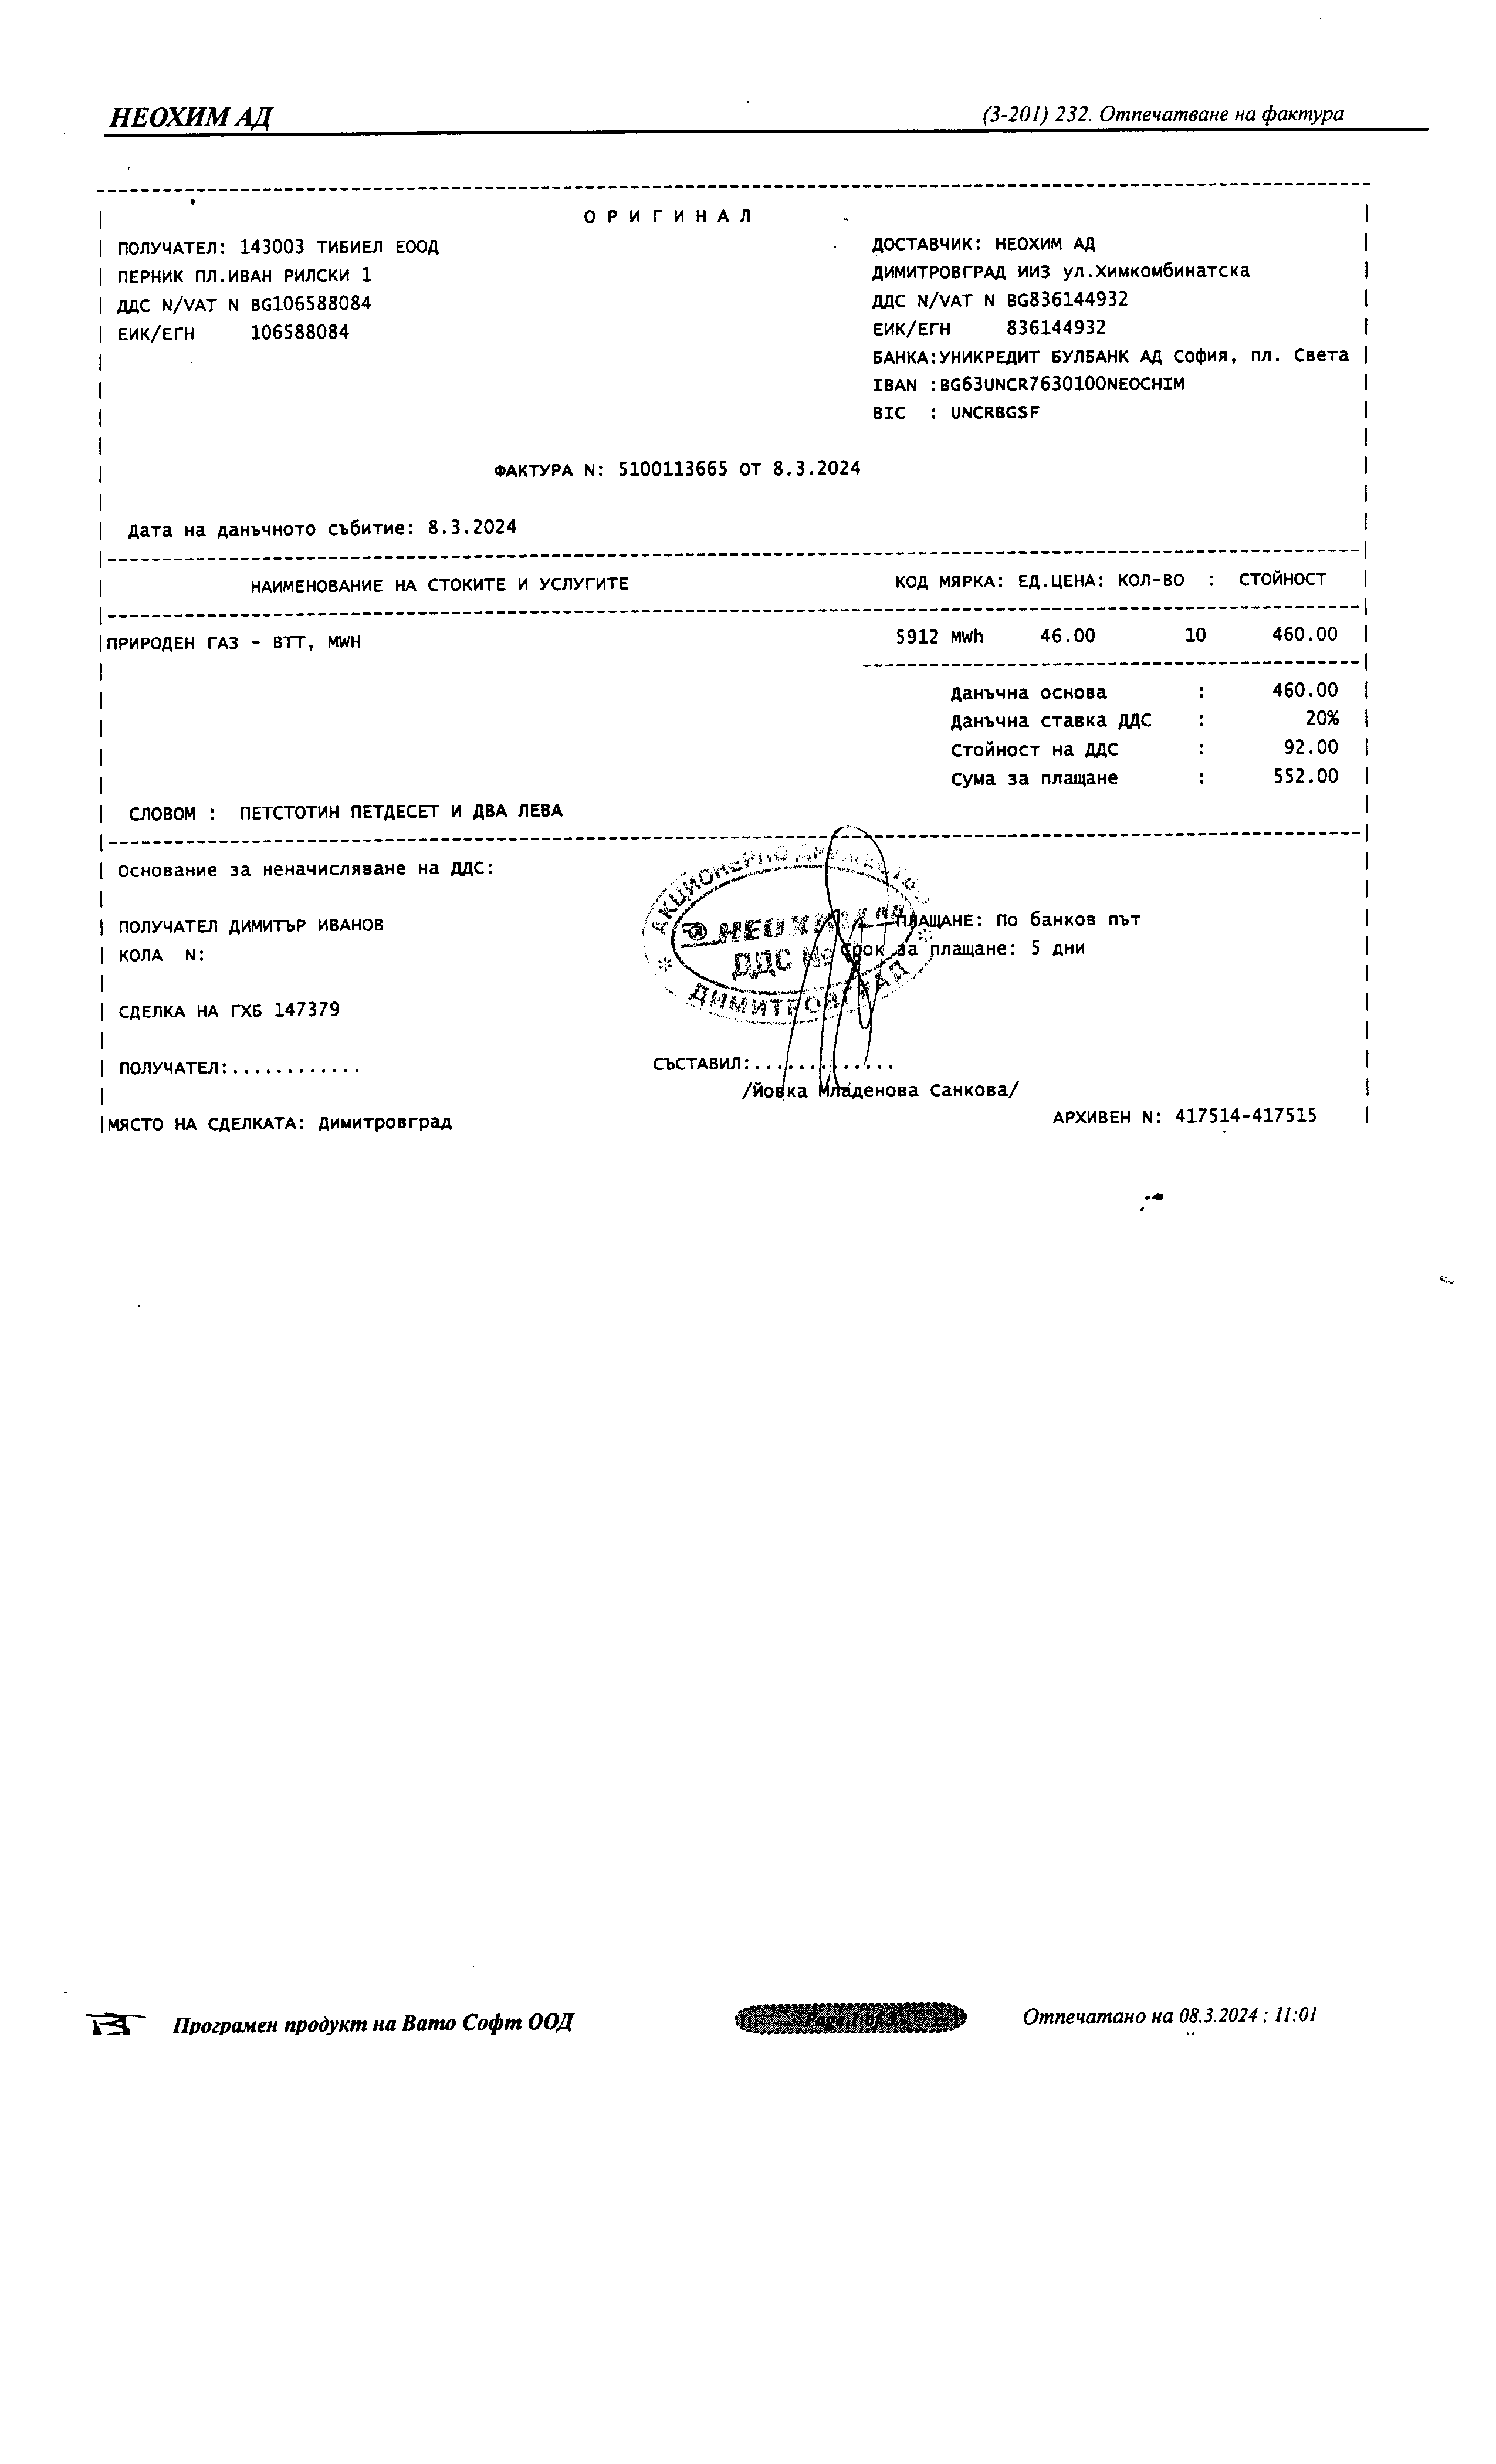 НЕОХИМ АД (3-201) 232. Отпечатване на фактура
О Р И Г И Н А Л
ПОЛУЧАТЕЛ: 143003 ТИБИЕЛ ЕООД ДОСТАВЧИК: НЕОХИМ АД
ПЕРНИК ПЛ.ИВАН РИЛСКИ 1 ДИМИТРОВГРАД ИИЗ ул.Химкомбинатска
ДДС N/VAT N BG106588084 ДДС N/VAT N BG836144932
ЕИК/ЕГН 106588084 ЕИК/ЕГН 836144932
БАНКА:УНИКРЕДИТ БУЛБАНК АД София, пл. Света
IBAN :BG63UNCR7630100NEOCHIM
BIC : UNCRBGSF
ФАКТУРА N: 5100113665 ОТ 8.3.2024
Дата на данъчното събитие: 8.3.2024
НАИМЕНОВАНИЕ НА СТОКИТЕ И УСЛУГИТЕ КОД МЯРКА: ЕД.ЦЕНА: КОЛ-ВО : СТОЙНОСТ
ПРИРОДЕН ГАЗ - ВТТ, MWH 5912 MWh 46.00 10 460.00
Данъчна основа : 460.00
Данъчна ставка ДДС : 20%
Стойност на ДДС : 92.00
Сума за плащане : 552.00
СЛОВОМ : ПЕТСТОТИН ПЕТДЕСЕТ И ДВА ЛЕВА
Основание за неначисляване на ДДС:
АКЦИОНЕРНО ДРУЖЕСТВО
НЕОХИМ АД
ДДС №
ДИМИТРОВГРАД
ПОЛУЧАТЕЛ ДИМИТЪР ИВАНОВ ПЛАЩАНЕ: По банков път
КОЛА N: Срок за плащане: 5 дни
СДЕЛКА НА ГХБ 147379
ПОЛУЧАТЕЛ:............ СЪСТАВИЛ:.............
/Йовка Младенова Санкова/
МЯСТО НА СДЕЛКАТА: Димитровград АРХИВЕН N: 417514-417515
Програмен продукт на Вато Софт ООД Page 1 of 3 Отпечатано на 08.3.2024 ; 11:01